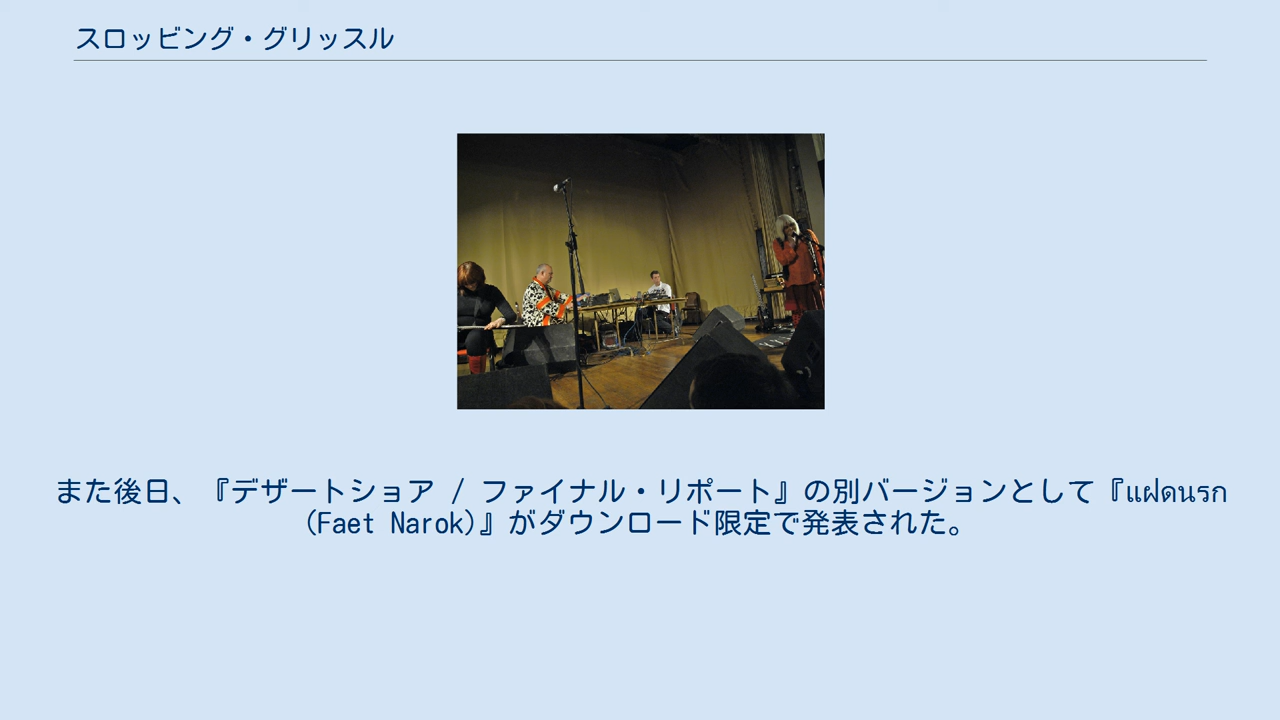 スロッビング・グリッスル
また後日、『デザートショア / ファイナル・リポート』の別バージョンとして『แฝดนรก
(Faet Narok)』がダウンロード限定で発表された。